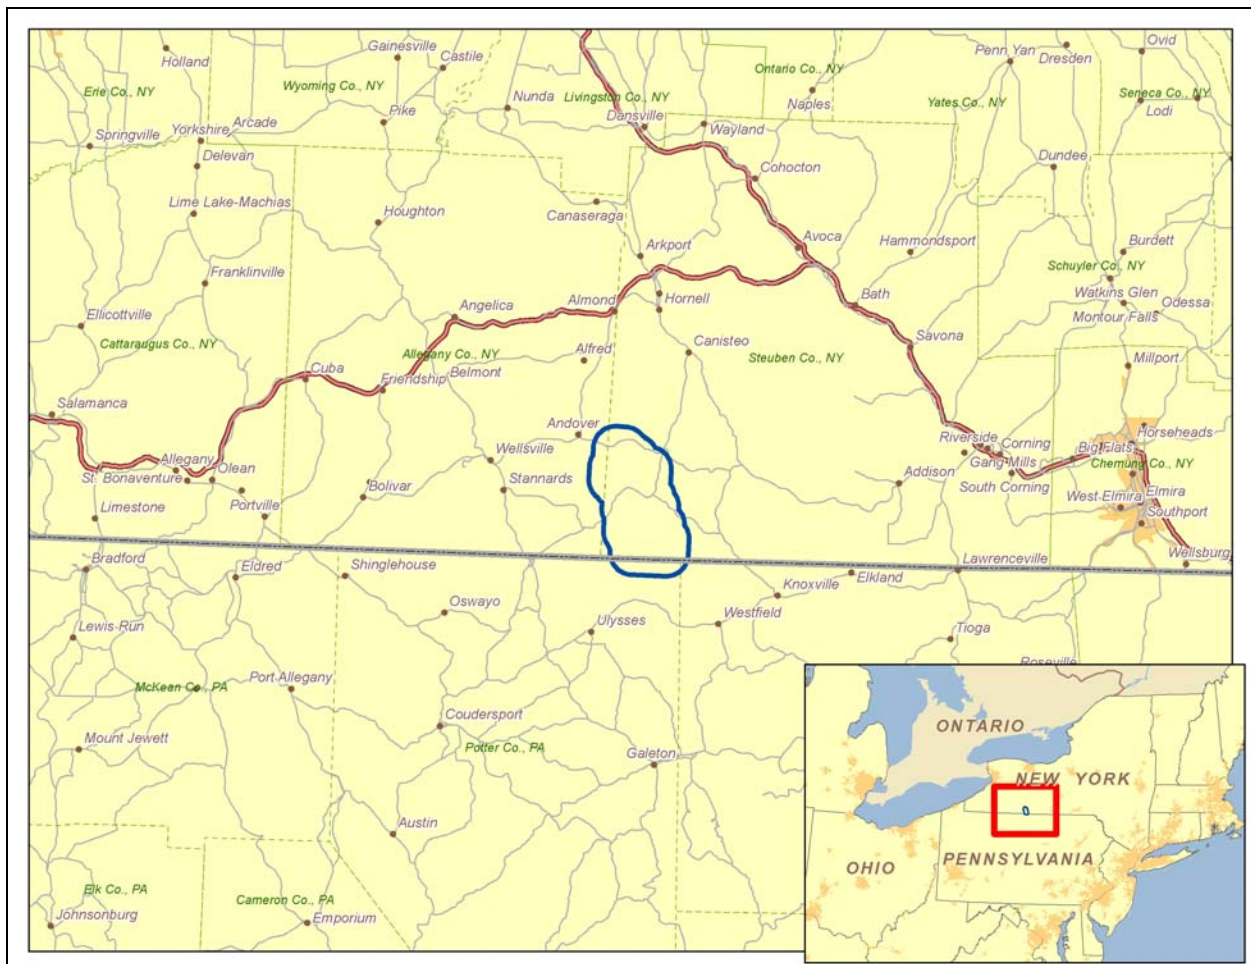 Holland
Gainesville
Castile
Penn Yan
Dresden
Ovid
Erie Co., NY
Wyoming Co., NY
Nunda
Livingston Co., NY
Ontario Co., NY
Naples
Yates Co., NY
Seneca Co., NY
Lodi
Springville
Yorkshire
Arcade
Pike
Dansville
Wayland
Delevan
Cohocton
Dundee
Lime Lake-Machias
Houghton
Canaseraga
Arkport
Avoca
Hammondsport
Burdett
Franklinville
Schuyler Co., NY
Watkins Glen
Odessa
Montour Falls
Ellicottville
Angelica
Almond
Hornell
Bath
Cattaraugus Co., NY
Allegany Co., NY
Alfred
Canisteo
Steuben Co., NY
Savona
Millport
Cuba
Friendship
Belmont
Salamanca
Andover
Horseheads
Riverside
Corning
Big Flats
Allegany
Olean
Wellsville
Gang Mills
Chemung Co., NY
St. Bonaventure
Stannards
Addison
South Corning
Bolivar
Portville
West Elmira
Elmira
Limestone
Southport
Bradford
Eldred
Shinglehouse
Lawrenceville
Wellsburg
Knoxville
Elkland
Oswayo
Ulysses
Westfield
Lewis-Run
Tioga
Roseville
McKean Co., PA
Port Allegany
Coudersport
Mount Jewett
Potter Co., PA
Galeton
Austin
Elk Co., PA
Cameron Co., PA
Johnsonburg
Emporium
ONTARIO
NEW YORK
OHIO
PENNSYLVANIA